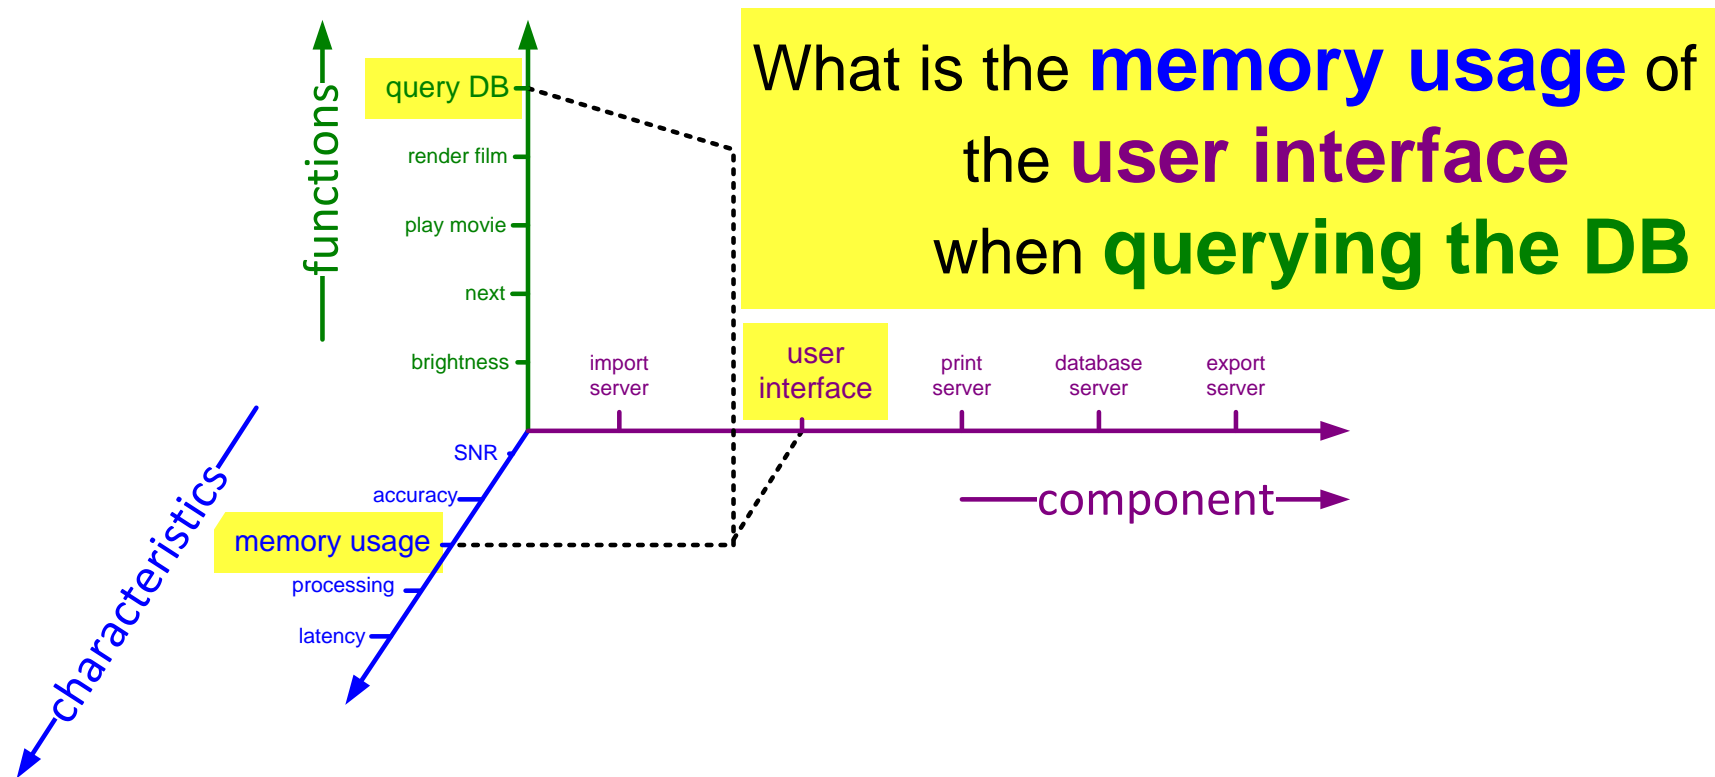 What is the memory usage of
the user interface
when querying the DB
functions
query DB
render film
play movie
next
brightness
import
server
user
interface
print
server
database
server
export
server
component
SNR
accuracy
memory usage
processing
latency
characteristics